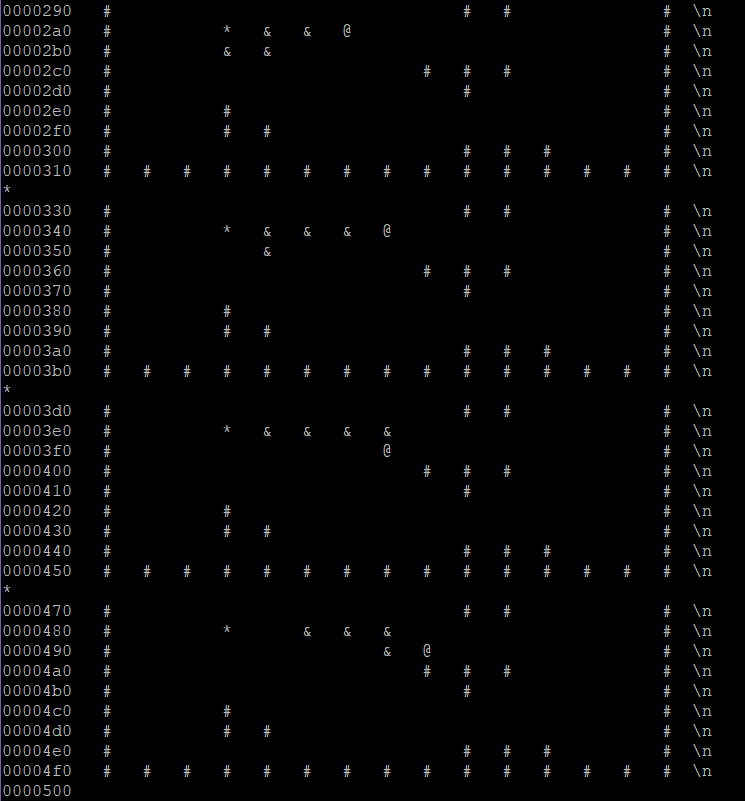 0000290   #                                   #   #               #  \n
00002a0   #           *   &   &   @                               #  \n
00002b0   #           &   &                                       #  \n
00002c0   #                               #   #   #               #  \n
00002d0   #                                   #                   #  \n
00002e0   #           #                                           #  \n
00002f0   #           #   #                                       #  \n
0000300   #                                   #   #   #           #  \n
0000310   #   #   #   #   #   #   #   #   #   #   #   #   #   #   #  \n
*
0000330   #                                   #   #               #  \n
0000340   #           *   &   &   &   @                           #  \n
0000350   #               &                                       #  \n
0000360   #                               #   #   #               #  \n
0000370   #                                   #                   #  \n
0000380   #           #                                           #  \n
0000390   #           #   #                                       #  \n
00003a0   #                                   #   #   #           #  \n
00003b0   #   #   #   #   #   #   #   #   #   #   #   #   #   #   #  \n
*
00003d0   #                                   #   #               #  \n
00003e0   #           *   &   &   &   &                           #  \n
00003f0   #                           @                           #  \n
0000400   #                               #   #   #               #  \n
0000410   #                                   #                   #  \n
0000420   #           #                                           #  \n
0000430   #           #   #                                       #  \n
0000440   #                                   #   #   #           #  \n
0000450   #   #   #   #   #   #   #   #   #   #   #   #   #   #   #  \n
*
0000470   #                                   #   #               #  \n
0000480   #           *       &   &   &                           #  \n
0000490   #                           &   @                       #  \n
00004a0   #                               #   #   #               #  \n
00004b0   #                                   #                   #  \n
00004c0   #           #                                           #  \n
00004d0   #           #   #                                       #  \n
00004e0   #                                   #   #   #           #  \n
00004f0   #   #   #   #   #   #   #   #   #   #   #   #   #   #   #  \n
0000500